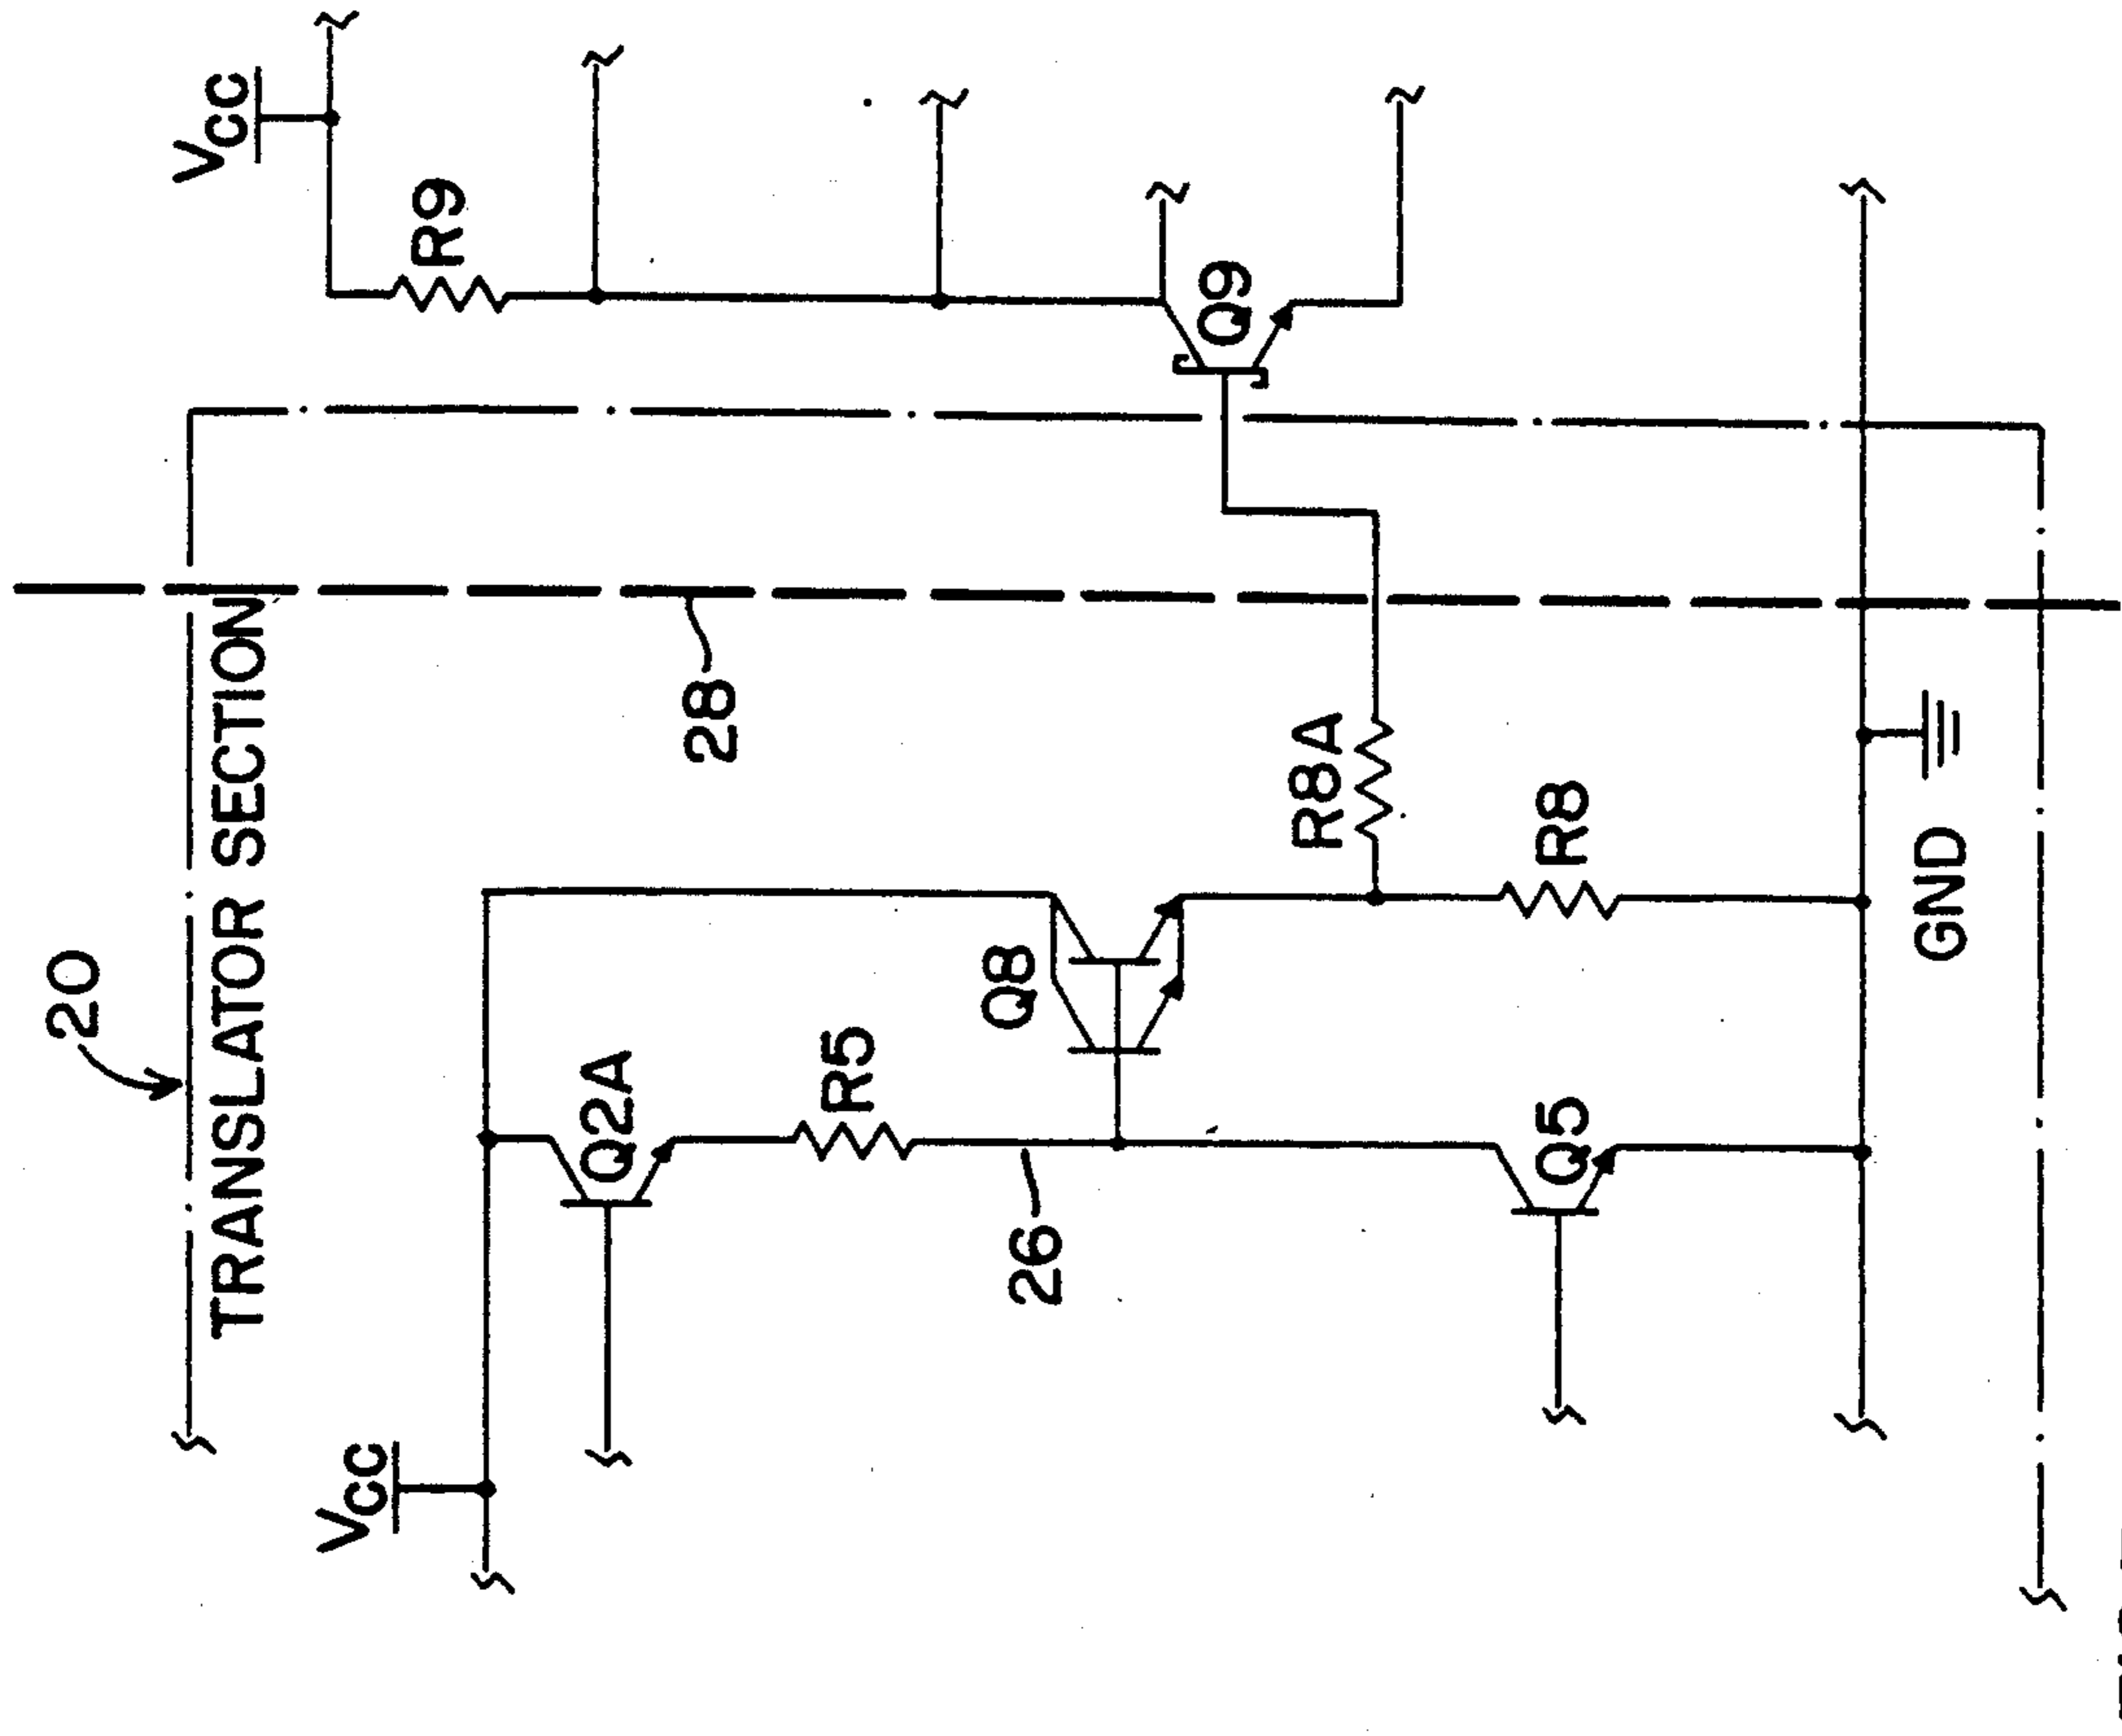 20
TRANSLATOR SECTION
VCC
VCC
R9
Q2A
28
R5
Q8
Q9
26
R8A
Q5
R8
GND